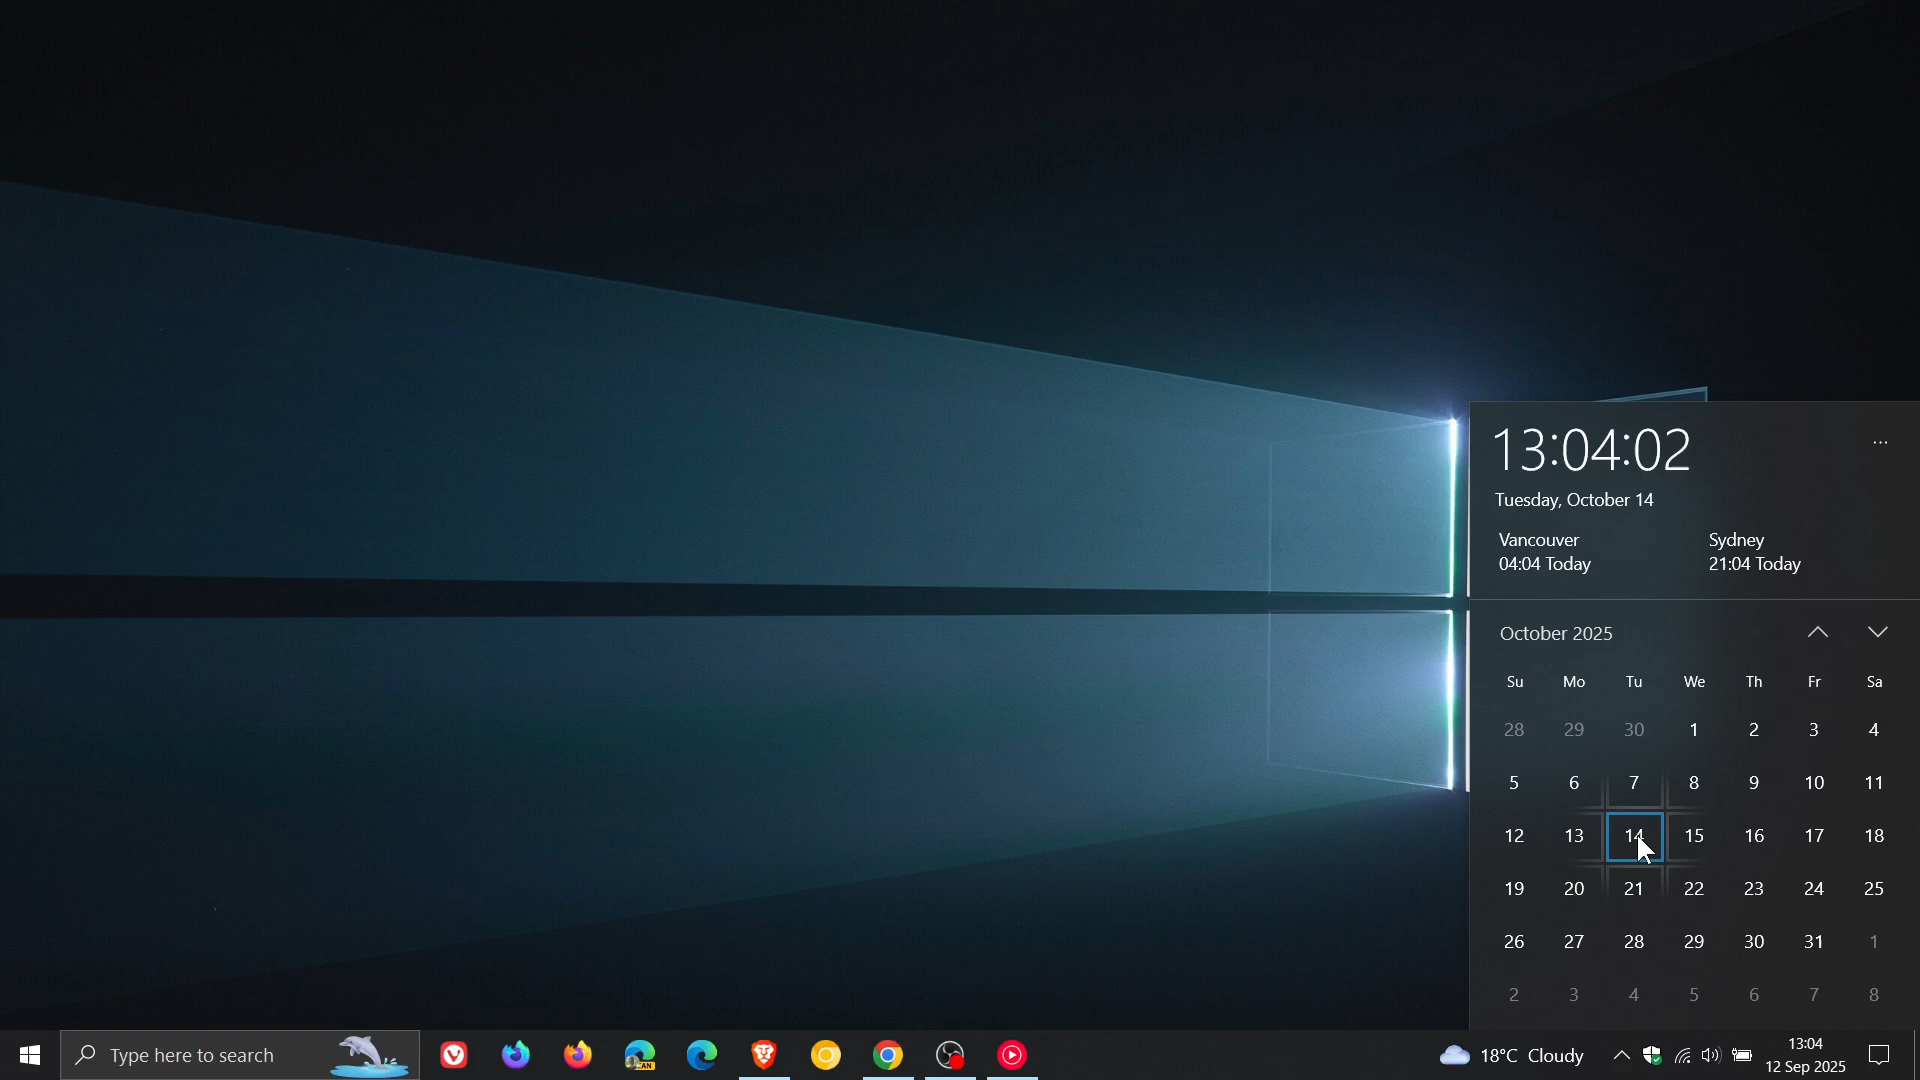 13:04:02
...
Tuesday, October 14
Vancouver
04:04 Today
Sydney
21:04 Today
October 2025
Su Mo Tu We Th Fr Sa
28 29 30 1 2 3 4
5 6 7 8 9 10 11
12 13 14 15 16 17 18
19 20 21 22 23 24 25
26 27 28 29 30 31 1
2 3 4 5 6 7 8
Type here to search
CAN
18°C Cloudy
13:04
12 Sep 2025